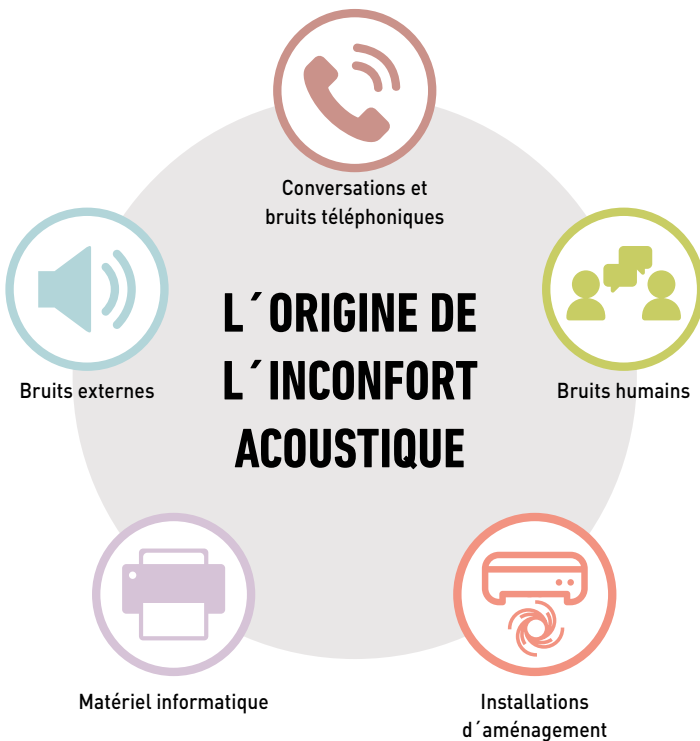 Conversations et
bruits téléphoniques
L´ORIGINE DE
L´INCONFORT
ACOUSTIQUE
Bruits externes
Bruits humains
Matériel informatique
Installations
d´aménagement